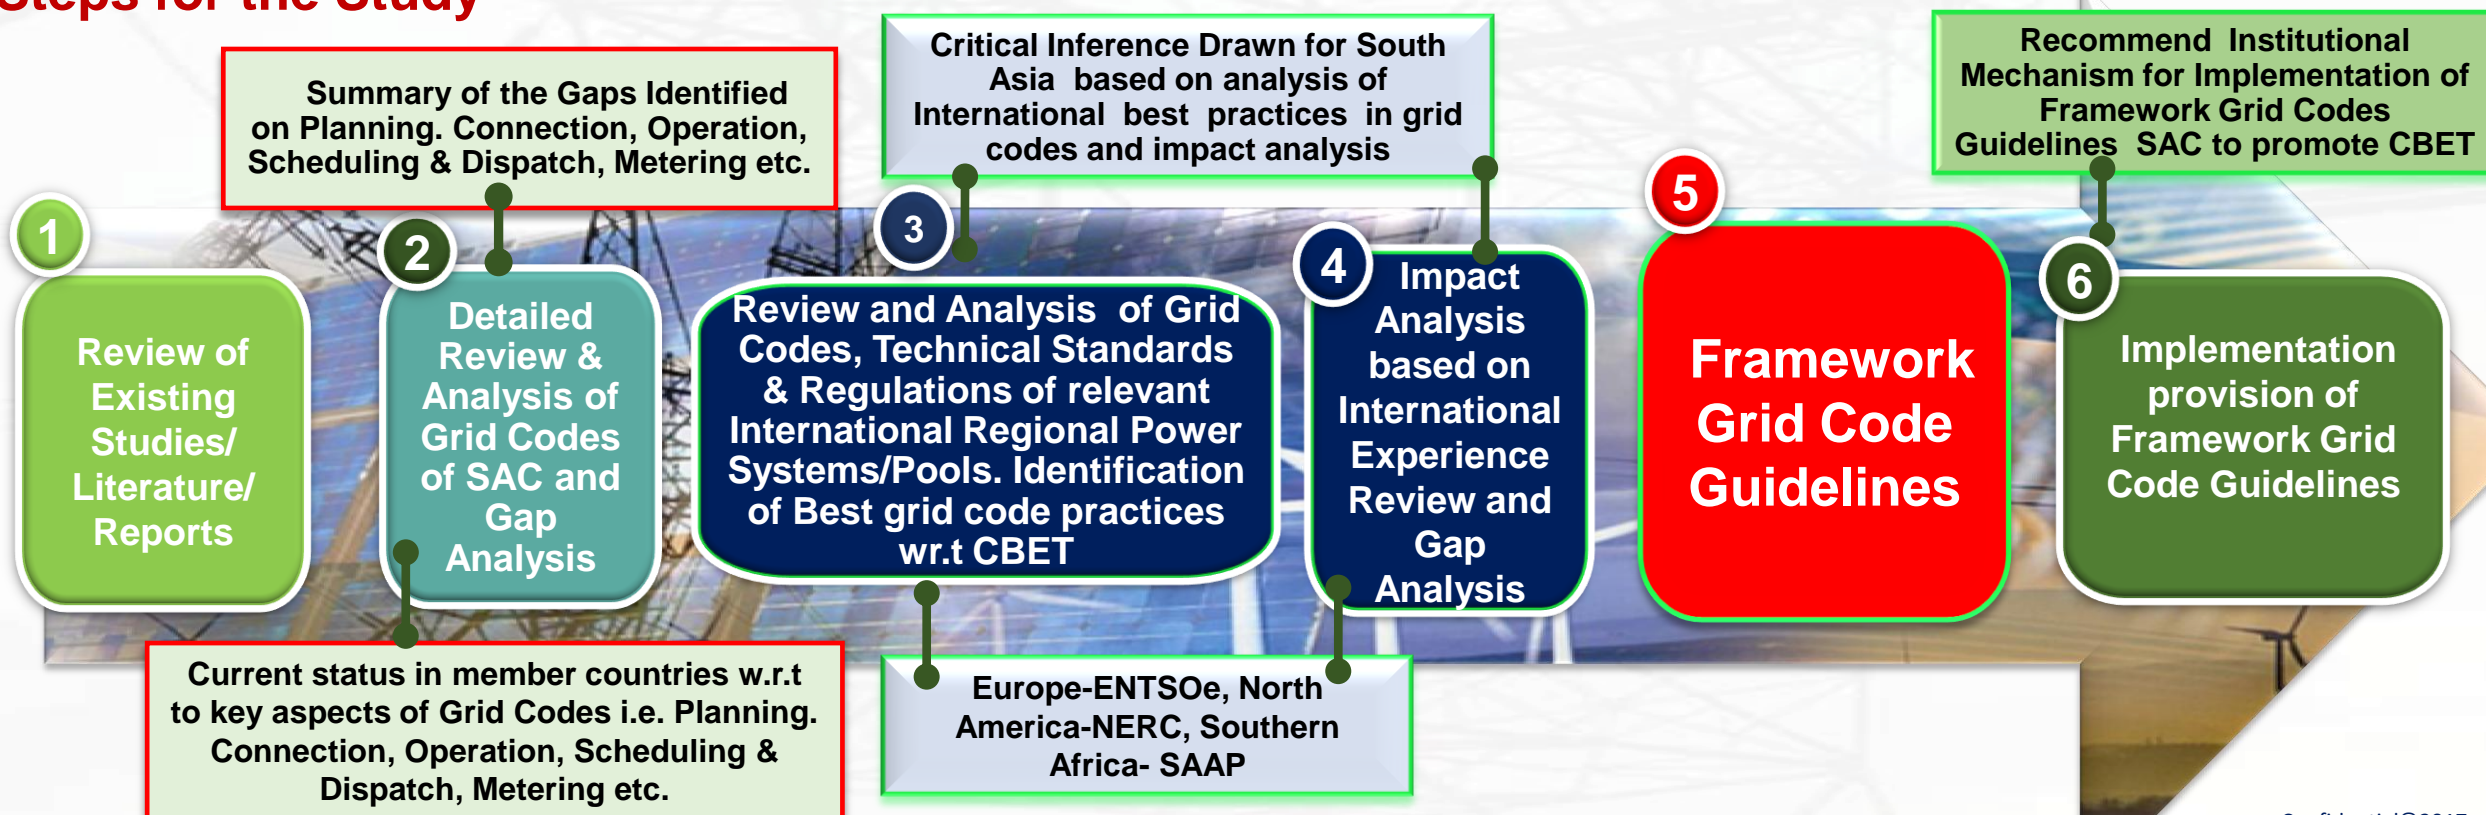 Steps for the Study
Summary of the Gaps Identified
on Planning. Connection, Operation,
Scheduling & Dispatch, Metering etc.
Critical Inference Drawn for South
Asia based on analysis of
International best practices in grid
codes and impact analysis
Recommend Institutional
Mechanism for Implementation of
Framework Grid Codes
Guidelines SAC to promote CBET
1
Review of
Existing
Studies/
Literature/
Reports
2
Detailed
Review &
Analysis of
Grid Codes
of SAC and
Gap
Analysis
3
Review and Analysis of Grid
Codes, Technical Standards
& Regulations of relevant
International Regional Power
Systems/Pools. Identification
of Best grid code practices
wr.t CBET
4
Impact
Analysis
based on
International
Experience
Review and
Gap
Analysis
5
Framework
Grid Code
Guidelines
6
Implementation
provision of
Framework Grid
Code Guidelines
Current status in member countries w.r.t
to key aspects of Grid Codes i.e. Planning.
Connection, Operation, Scheduling &
Dispatch, Metering etc.
Europe-ENTSOe, North
America-NERC, Southern
Africa- SAAP